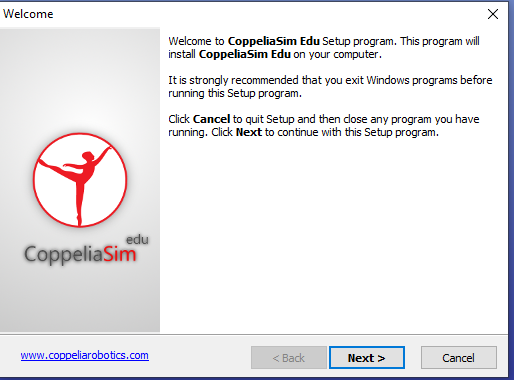 Welcome
Welcome to CoppeliaSim Edu Setup program. This program will
install CoppeliaSim Edu on your computer.
It is strongly recommended that you exit Windows programs before
running this Setup program.
Click Cancel to quit Setup and then close any program you have
running. Click Next to continue with this Setup program.
edu
CoppeliaSim
www.coppeliarobotics.com
< Back
Next >
Cancel